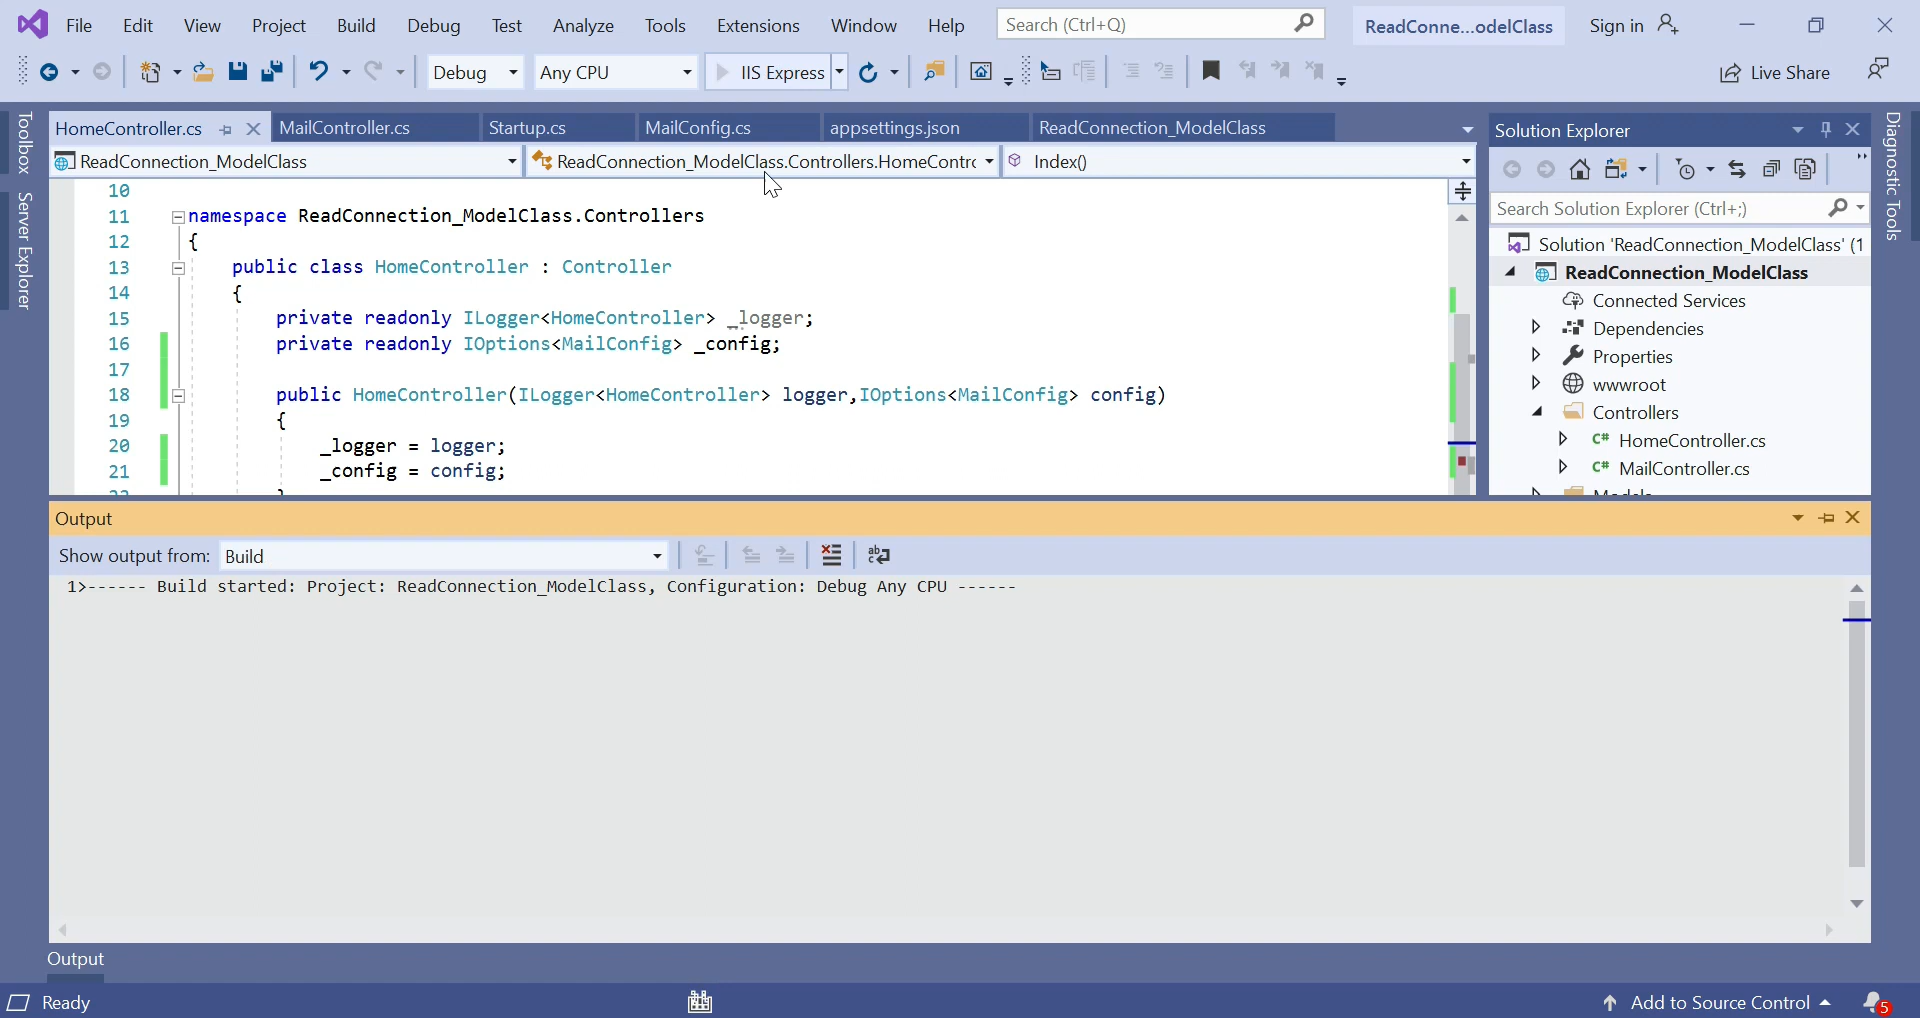 File Edit View Project Build Debug Test Analyze Tools Extensions Window Help Search (Ctrl+Q) ReadConne...odelClass Sign in
Debug Any CPU IIS Express Live Share
Toolbox
Server Explorer
HomeController.cs MailController.cs Startup.cs MailConfig.cs appsettings.json ReadConnection_ModelClass
ReadConnection_ModelClass ReadConnection_ModelClass.Controllers.HomeContrc Index()
10
11 namespace ReadConnection_ModelClass.Controllers
12 {
13 public class HomeController : Controller
14 {
15 private readonly ILogger<HomeController> _logger;
16 private readonly IOptions<MailConfig> _config;
17
18 public HomeController(ILogger<HomeController> logger,IOptions<MailConfig> config)
19 {
20 _logger = logger;
21 _config = config;
22 }
Solution Explorer
Search Solution Explorer (Ctrl+;)
Solution 'ReadConnection_ModelClass' (1
ReadConnection_ModelClass
Connected Services
Dependencies
Properties
wwwroot
Controllers
C# HomeController.cs
C# MailController.cs
Models
Diagnostic Tools
Output
Show output from: Build
1>------ Build started: Project: ReadConnection_ModelClass, Configuration: Debug Any CPU ------
Output
Ready Add to Source Control 5